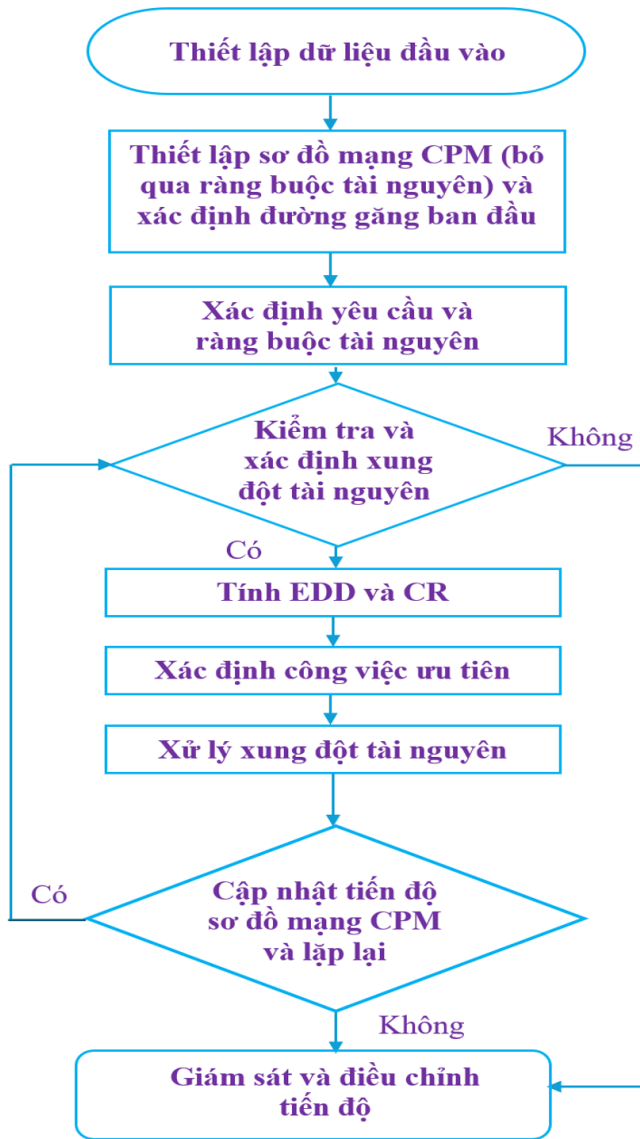 Thiết lập dữ liệu đầu vào
Thiết lập sơ đồ mạng CPM (bỏ
qua ràng buộc tài nguyên) và
xác định đường găng ban đầu
Xác định yêu cầu và
ràng buộc tài nguyên
Kiểm tra và
xác định xung
đột tài nguyên
Không
Có
Tính EDD và CR
Xác định công việc ưu tiên
Xử lý xung đột tài nguyên
Có
Cập nhật tiến độ
sơ đồ mạng CPM
và lặp lại
Không
Giám sát và điều chỉnh
tiến độ